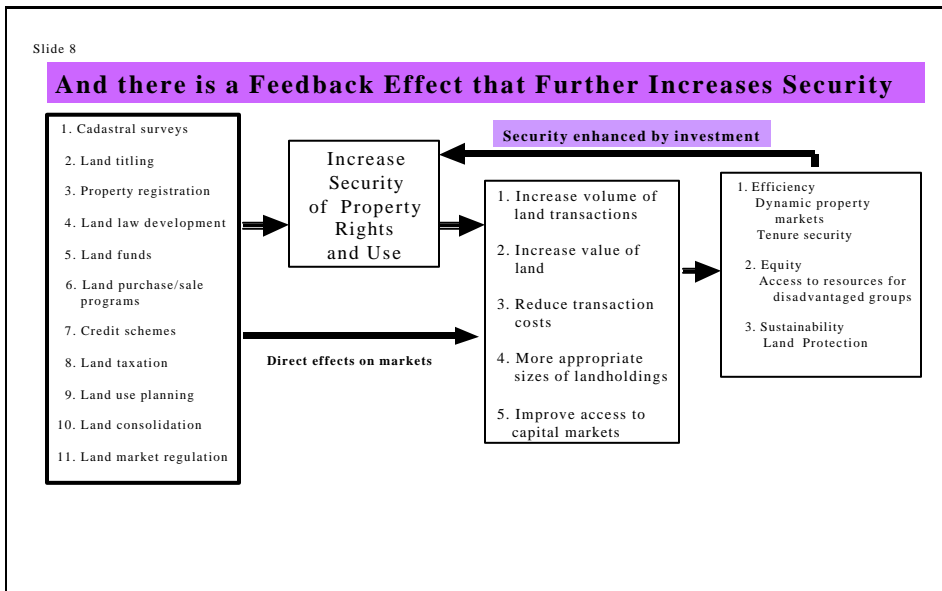 Slide 8
And there is a Feedback Effect that Further Increases Security
1. Cadastral surveys
2. Land titling
3. Property registration
4. Land law development
5. Land funds
6. Land purchase/sale
programs
7. Credit schemes
8. Land taxation
9. Land use planning
10. Land consolidation
11. Land market regulation
Increase
Security
of Property
Rights
and Use
Security enhanced by investment
Direct effects on markets
1. Increase volume of
land transactions
2. Increase value of
land
3. Reduce transaction
costs
4. More appropriate
sizes of landholdings
5. Improve access to
capital markets
1. Efficiency
Dynamic property
markets
Tenure security
2. Equity
Access to resources for
disadvantaged groups
3. Sustainability
Land Protection